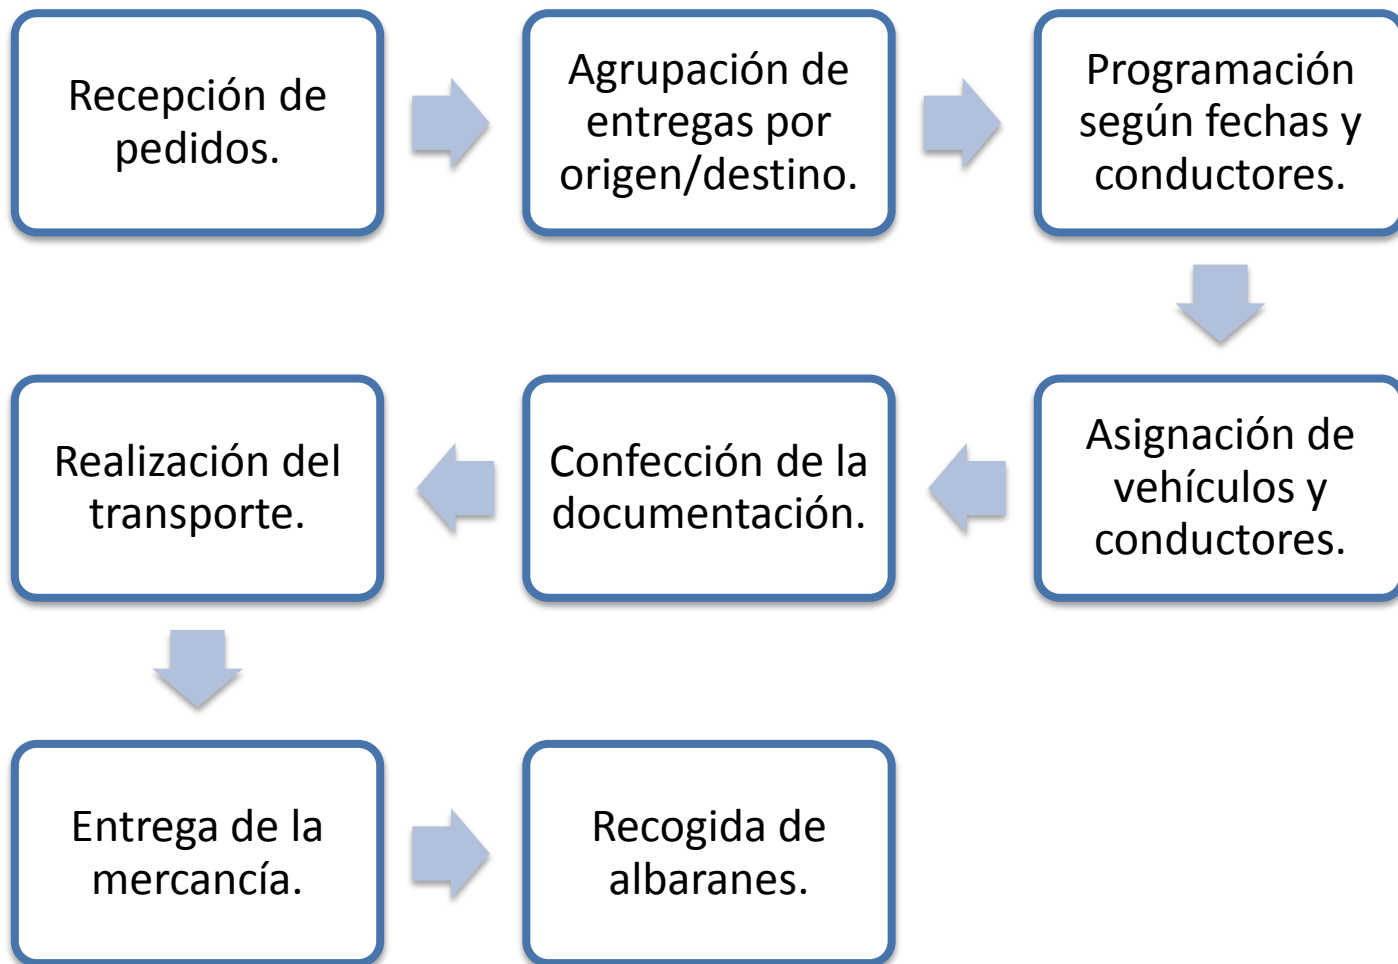 Recepción de
pedidos.
Agrupación de
entregas por
origen/destino.
Programación
según fechas y
conductores.
Asignación de
vehículos y
conductores.
Confección de la
documentación.
Realización del
transporte.
Entrega de la
mercancía.
Recogida de
albaranes.